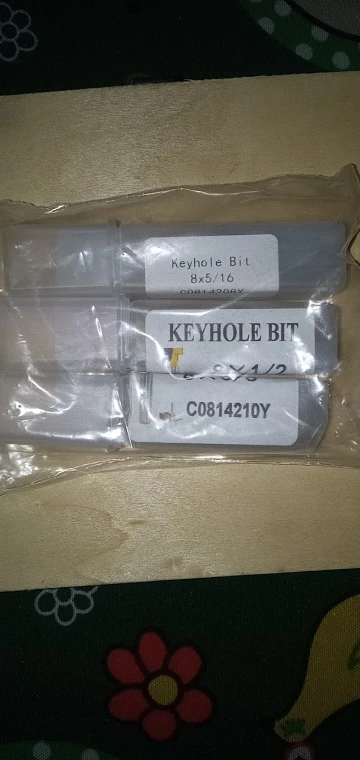 Keyhole Bit
8x5/16
KEYHOLE BIT
C0814210Y